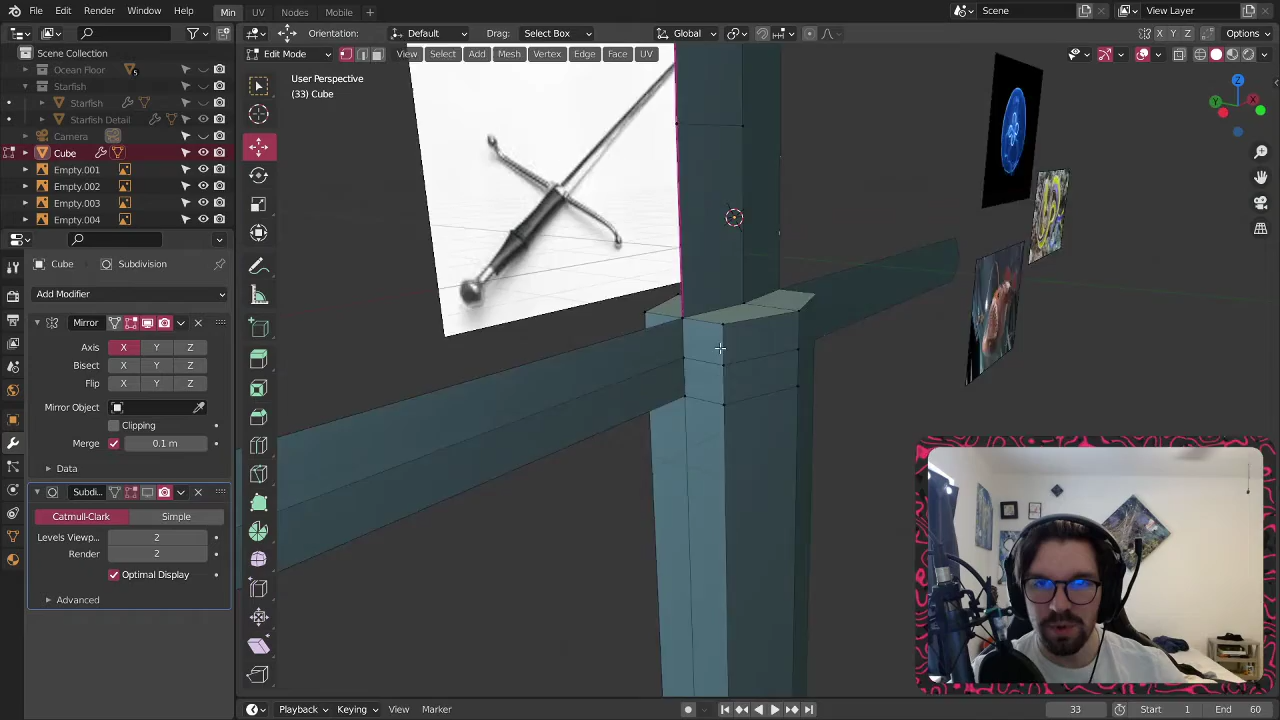 File Edit Render Window Help Min UV Nodes Mobile + Scene View Layer
Orientation: Default Drag: Select Box Global X Y Z Options
Scene Collection
Edit Mode View Select Add Mesh Vertex Edge Face UV
Ocean Floor 5
Starfish
Starfish
Starfish Detail
Camera
Cube
Empty.001
Empty.002
Empty.003
Empty.004
User Perspective
(33) Cube
Z
Y
X
Cube Subdivision
Add Modifier
Mirror
Axis X Y Z
Bisect X Y Z
Flip X Y Z
Mirror Object
Clipping
Merge 0.1 m
Data
Subdi...
Catmull-Clark Simple
Levels Viewp... 2
Render 2
Optimal Display
Advanced
Playback Keying View Marker 33 Start 1 End 60